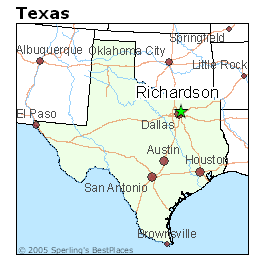 Texas
Springfield
Albuquerque
Oklahoma City
Little Rock
Richardson
El Paso
Dallas
Austin
Houston
San Antonio
Brownsville
© 2005 Sperling's BestPlaces